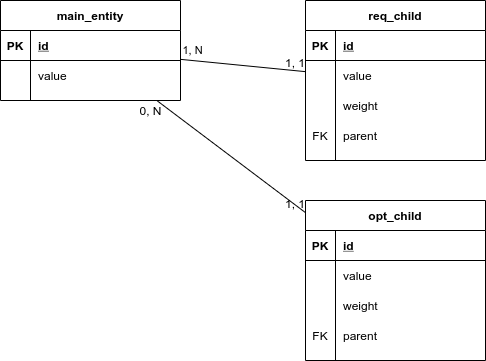 main_entity
PK id
value
1, N
0, N
req_child
1, 1
PK id
value
weight
FK parent
opt_child
1, 1
PK id
value
weight
FK parent